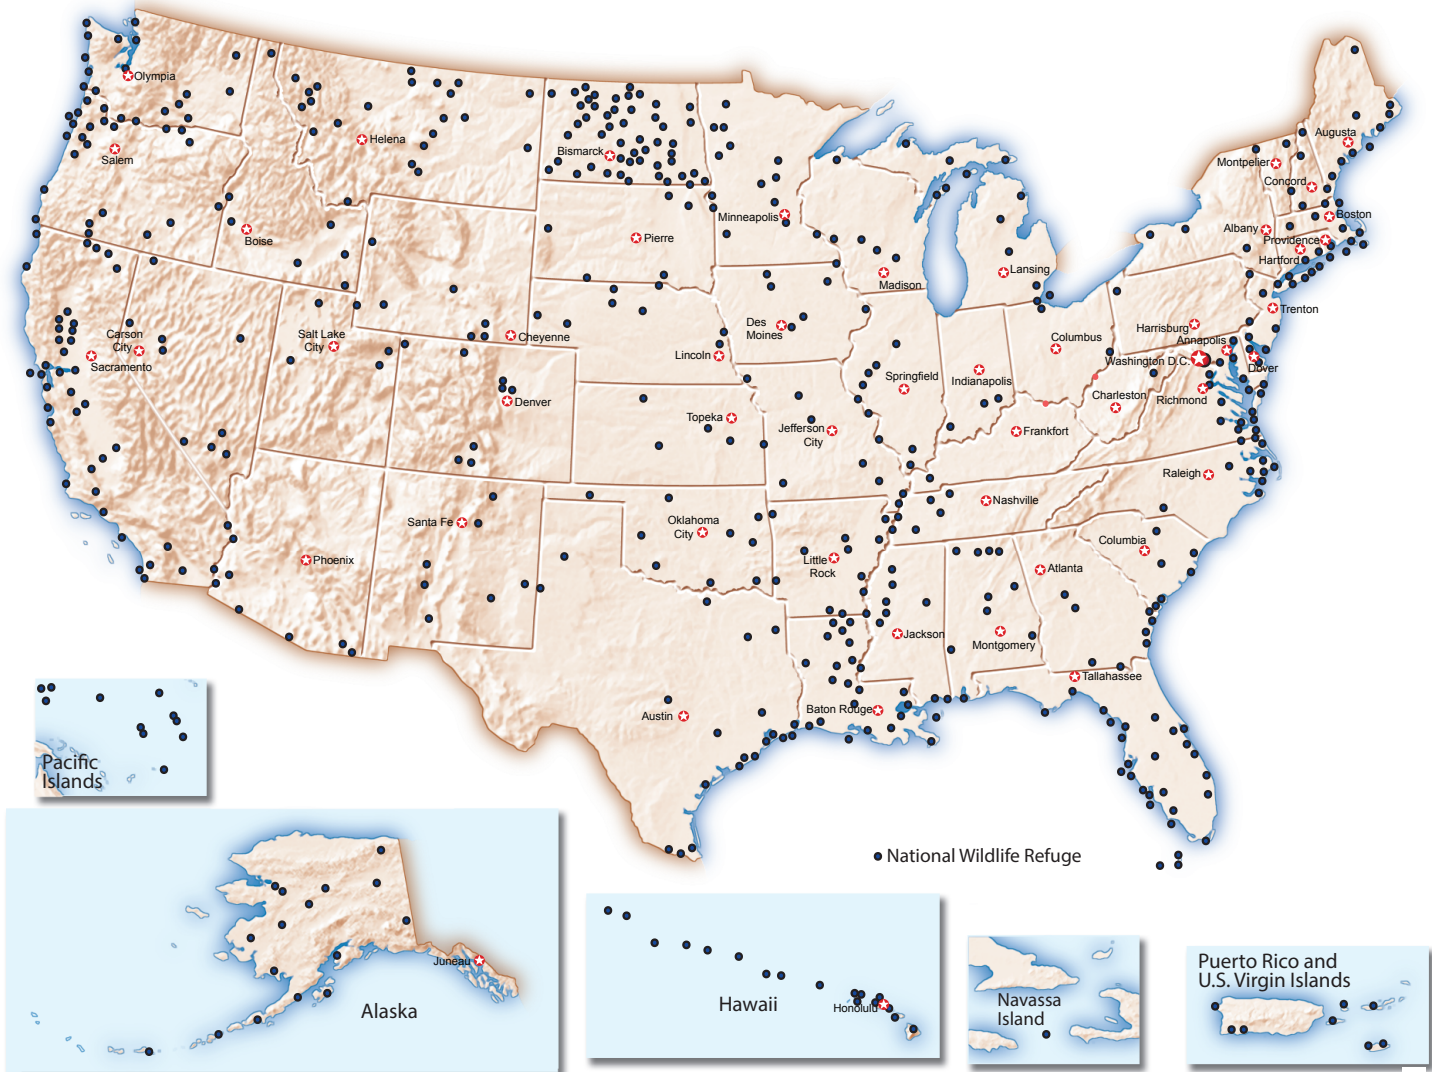 Olympia
Salem
Helena
Boise
Bismarck
Pierre
Minneapolis
Madison
Lansing
Augusta
Montpelier
Concord
Boston
Albany
Providence
Hartford
Trenton
Harrisburg
Annapolis
Washington D.C.
Dover
Richmond
Charleston
Columbus
Indianapolis
Springfield
Frankfort
Des
Moines
Lincoln
Cheyenne
Salt Lake
City
Carson
City
Sacramento
Denver
Topeka
Jefferson
City
Nashville
Raleigh
Columbia
Atlanta
Santa Fe
Phoenix
Oklahoma
City
Little
Rock
Jackson
Montgomery
Tallahassee
Baton Rouge
Austin
Pacific
Islands
National Wildlife Refuge
Juneau
Alaska
Hawaii
Honolulu
Navassa
Island
Puerto Rico and
U.S. Virgin Islands